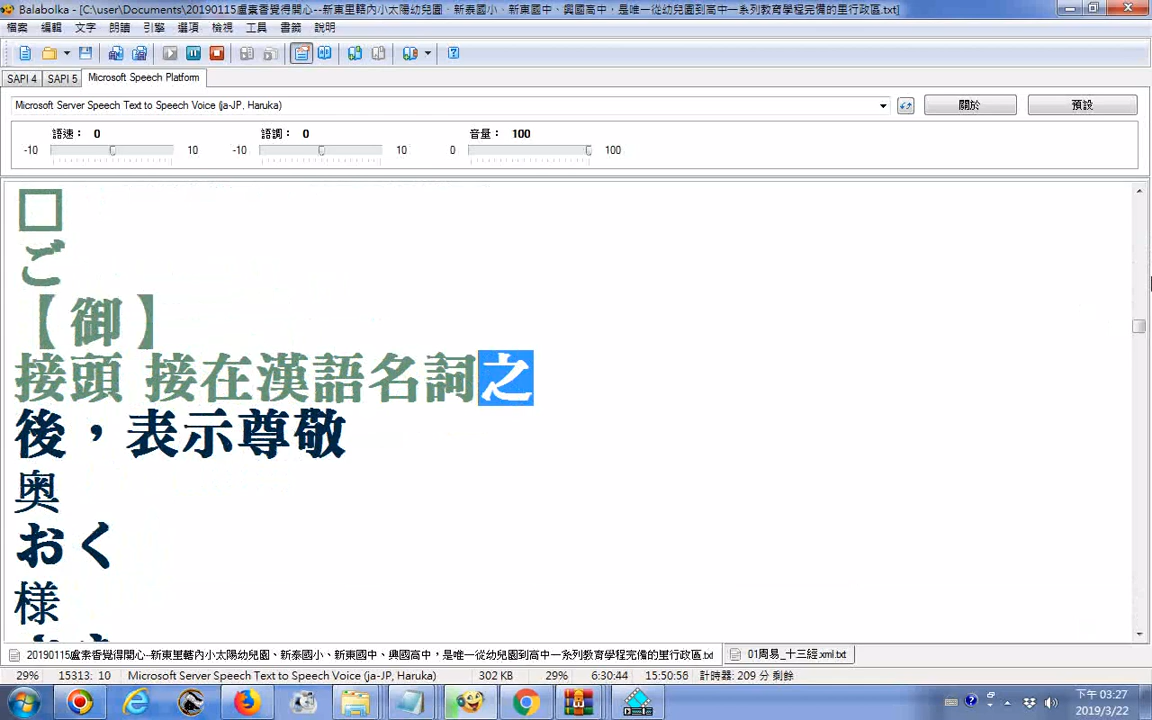 Balabolka - [C:\user\Documents\20190115盧素香覺得開心--新東里轄內小太陽幼兒園、新泰國小、新東國中、興國高中，是唯一從幼兒園到高中一系列教育學程完備的里行政區.txt]
檔案 編輯 文字 朗讀 引擎 選項 檢視 工具 書籤 說明
SAPI 4 SAPI 5 Microsoft Speech Platform
Microsoft Server Speech Text to Speech Voice (ja-JP, Haruka) 關於 預設
語速： 0 語調： 0 音量： 100
-10 10 -10 10 0 100
□
ご
【御】
接頭 接在漢語名詞之
後，表示尊敬
奥
おく
様
20190115盧素香覺得開心--新東里轄內小太陽幼兒園、新泰國小、新東國中、興國高中，是唯一從幼兒園到高中一系列教育學程完備的里行政區.txt 01周易_十三經.xml.txt
29% 15313: 10 Microsoft Server Speech Text to Speech Voice (ja-JP, Haruka) 302 KB 29% 6:30:44 15:50:56 計時器: 209 分 剩餘
下午 03:27
2019/3/22